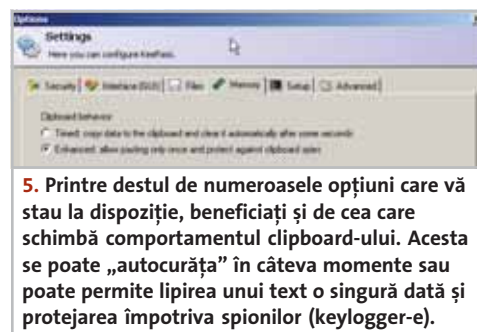 Options
Settings
Here you can configure KeePass.
Security Interface (GUI) Files Memory Setup Advanced
Clipboard behavior:
Timed: copy data to the clipboard and clear it automatically after some seconds
Enhanced: allow pasting only once and protect against clipboard spies
5. Printre destul de numeroasele opțiuni care vă
stau la dispoziție, beneficiați și de cea care
schimbă comportamentul clipboard-ului. Acesta
se poate „autocurăța” în câteva momente sau
poate permite lipirea unui text o singură dată și
protejarea împotriva spionilor (keylogger-e).